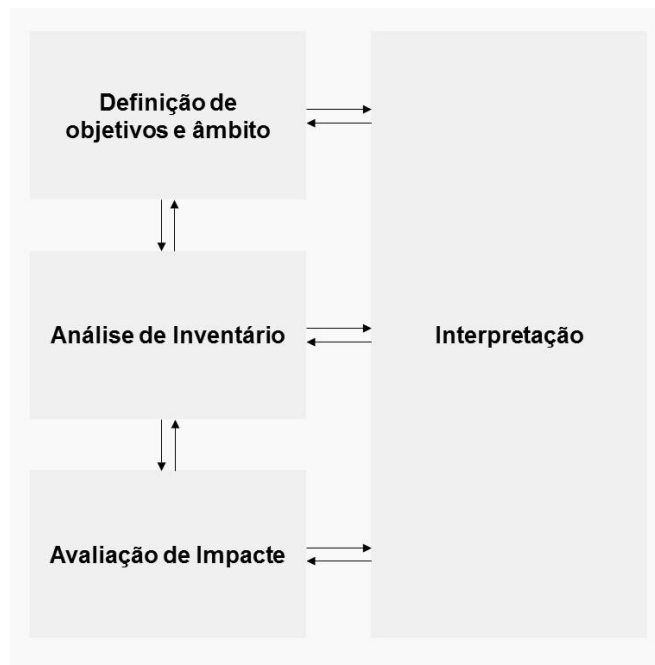 Definição de
objetivos e âmbito
Análise de Inventário
Interpretação
Avaliação de Impacte